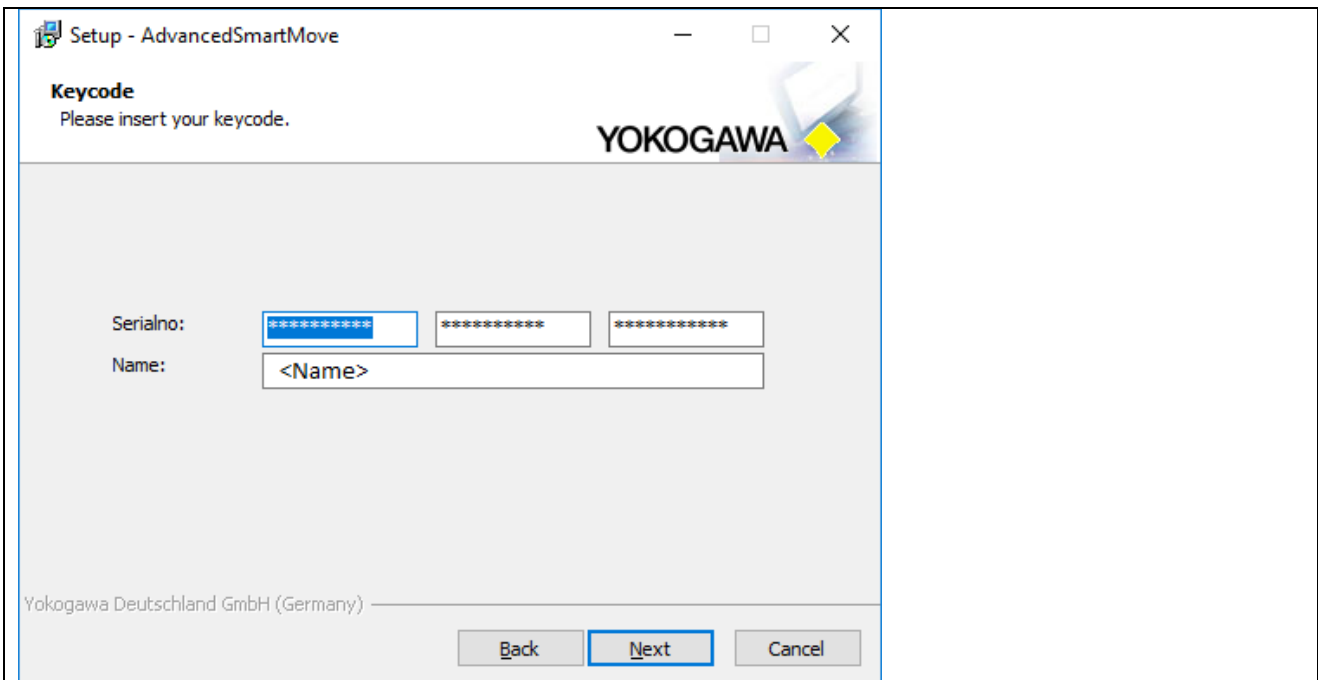 Setup - AdvancedSmartMove
Keycode
Please insert your keycode.
YOKOGAWA
Serialno: ********** ********** ***********
Name: <Name>
Yokogawa Deutschland GmbH (Germany)
Back Next Cancel